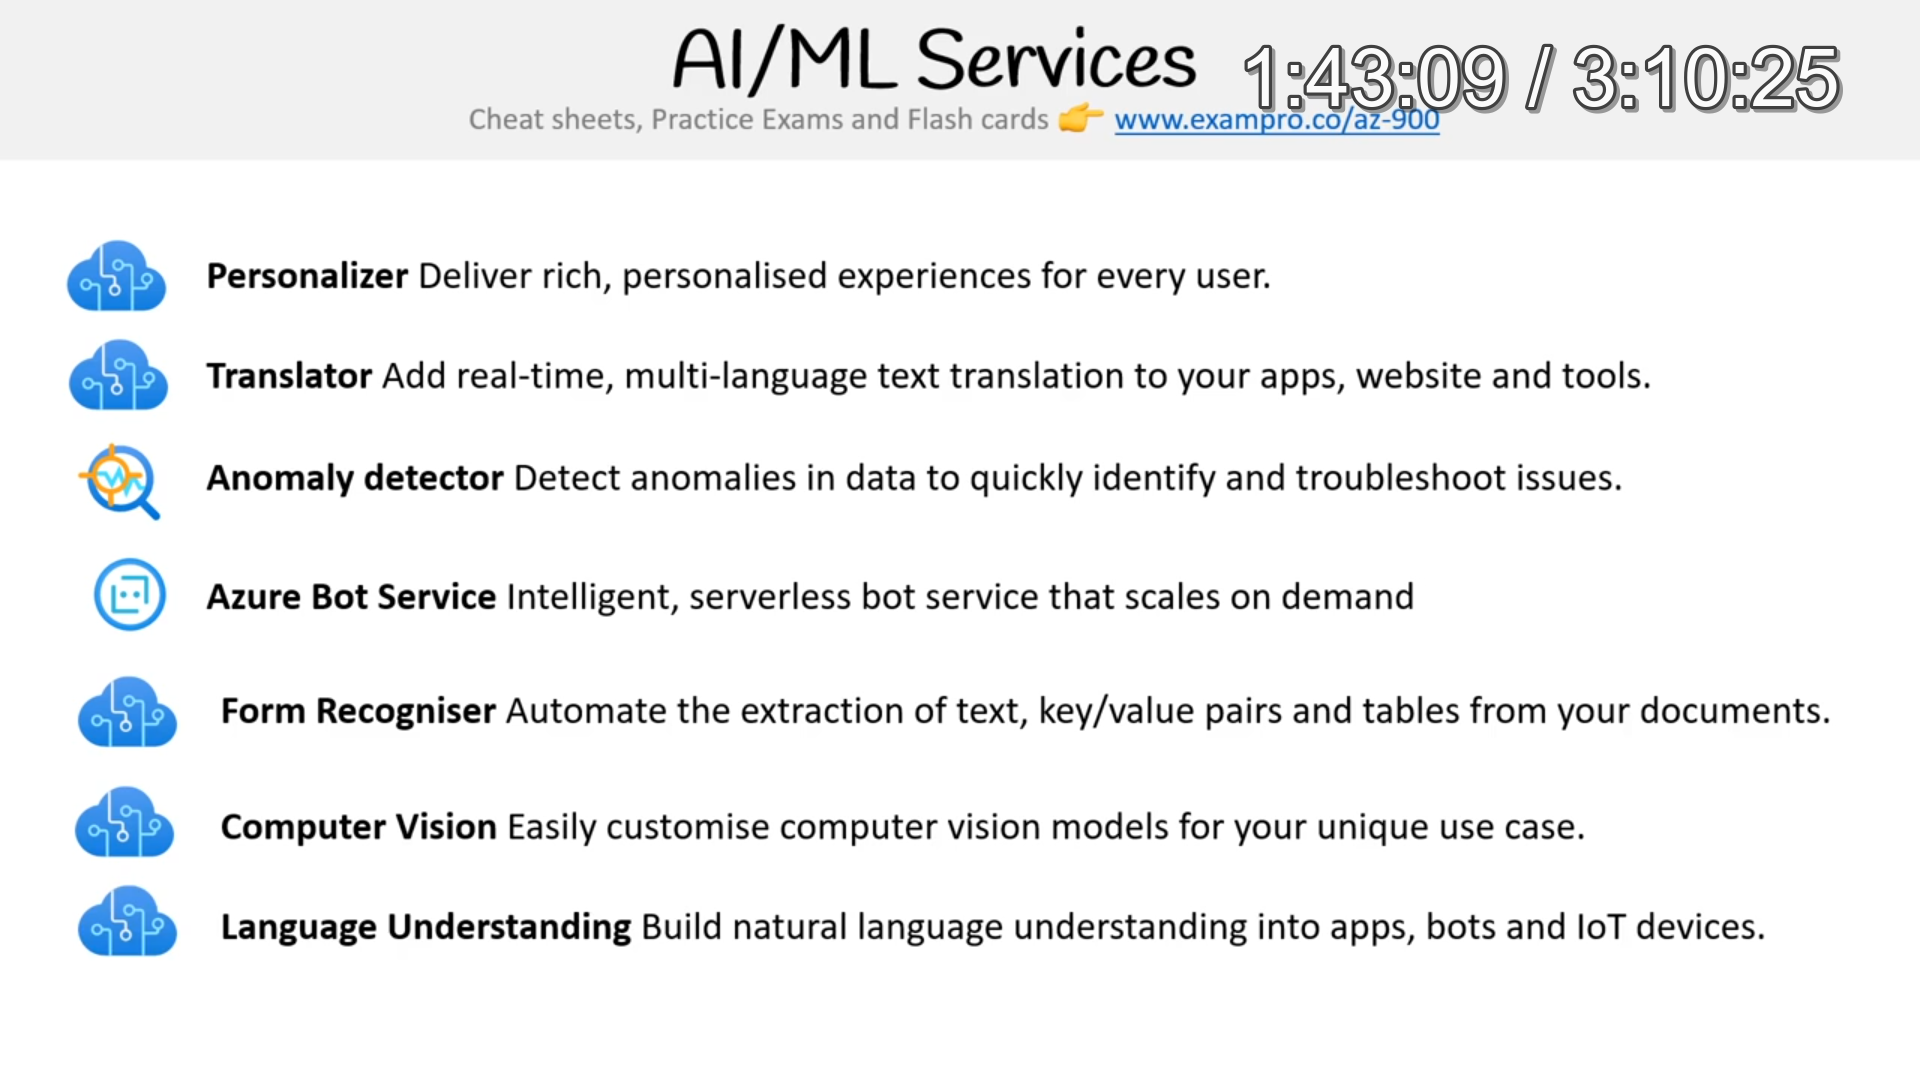 AI/ML Services
1:43:09 / 3:10:25
Cheat sheets, Practice Exams and Flash cards 👉 www.exampro.co/az-900
Personalizer Deliver rich, personalised experiences for every user.
Translator Add real-time, multi-language text translation to your apps, website and tools.
Anomaly detector Detect anomalies in data to quickly identify and troubleshoot issues.
Azure Bot Service Intelligent, serverless bot service that scales on demand
Form Recogniser Automate the extraction of text, key/value pairs and tables from your documents.
Computer Vision Easily customise computer vision models for your unique use case.
Language Understanding Build natural language understanding into apps, bots and IoT devices.